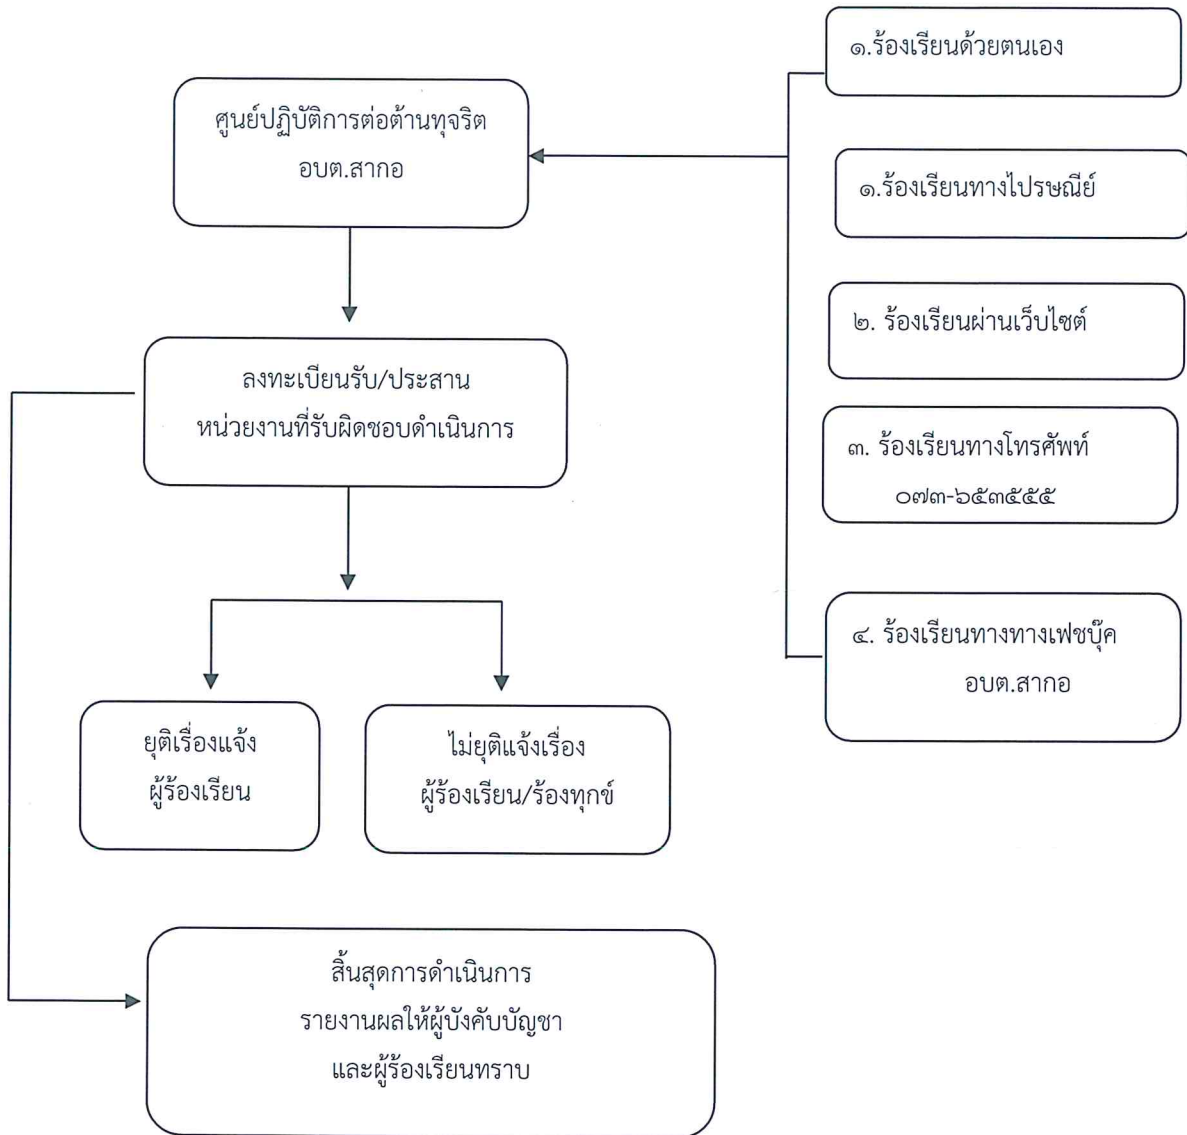 ๑.ร้องเรียนด้วยตนเอง
ศูนย์ปฏิบัติการต่อต้านทุจริต
อบต.สากอ
๑.ร้องเรียนทางไปรษณีย์
๒. ร้องเรียนผ่านเว็บไซต์
ลงทะเบียนรับ/ประสาน
หน่วยงานที่รับผิดชอบดำเนินการ
๓. ร้องเรียนทางโทรศัพท์
๐๗๓-๖๕๓๕๕๕
๔. ร้องเรียนทางทางเฟชบุ๊ค
อบต.สากอ
ยุติเรื่องแจ้ง
ผู้ร้องเรียน
ไม่ยุติแจ้งเรื่อง
ผู้ร้องเรียน/ร้องทุกข์
สิ้นสุดการดำเนินการ
รายงานผลให้ผู้บังคับบัญชา
และผู้ร้องเรียนทราบ